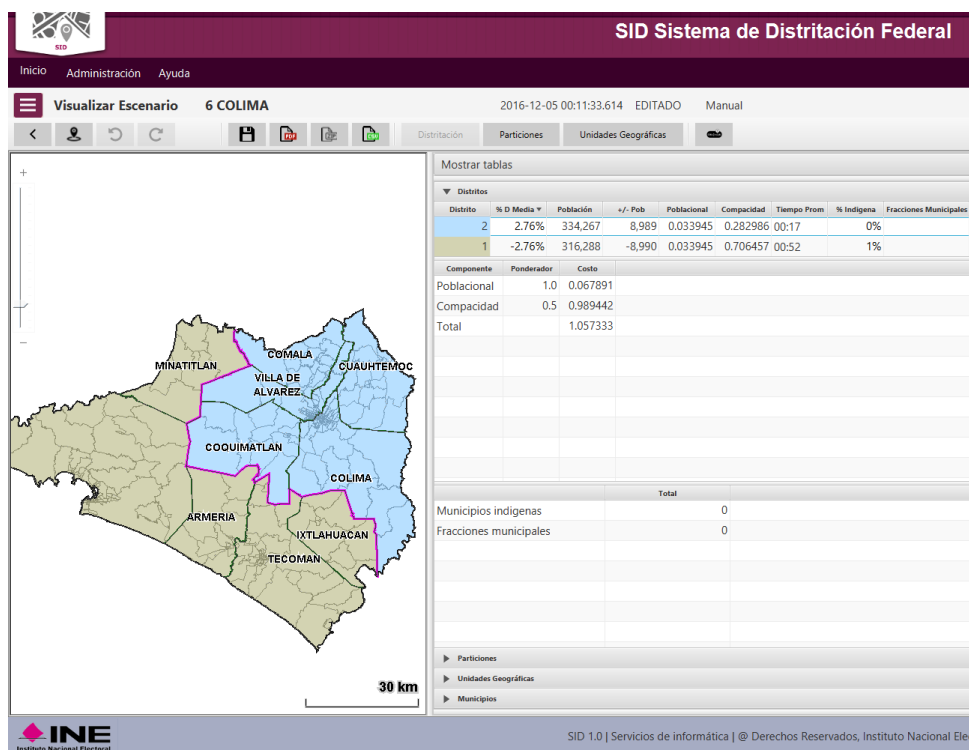 SID
SID Sistema de Distritación Federal
Inicio Administración Ayuda
Visualizar Escenario 6 COLIMA 2016-12-05 00:11:33.614 EDITADO Manual
Distritación Particiones Unidades Geográficas
Mostrar tablas
Distritos
Distrito % D Media ▼ Población +/- Pob Poblacional Compacidad Tiempo Prom % Indigena Fracciones Municipales
2 2.76% 334,267 8,989 0.033945 0.282986 00:17 0%
1 -2.76% 316,288 -8,990 0.033945 0.706457 00:52 1%
Componente Ponderador Costo
Poblacional 1.0 0.067891
Compacidad 0.5 0.989442
Total 1.057333
Total
Municipios indigenas 0
Fracciones municipales 0
Particiones
Unidades Geográficas
Municipios
MINATITLAN
COMALA
CUAUHTEMOC
VILLA DE
ALVAREZ
COQUIMATLAN
COLIMA
ARMERIA
IXTLAHUACAN
TECOMAN
30 km
INE
Instituto Nacional Electoral
SID 1.0 | Servicios de informática | @ Derechos Reservados, Instituto Nacional Ele